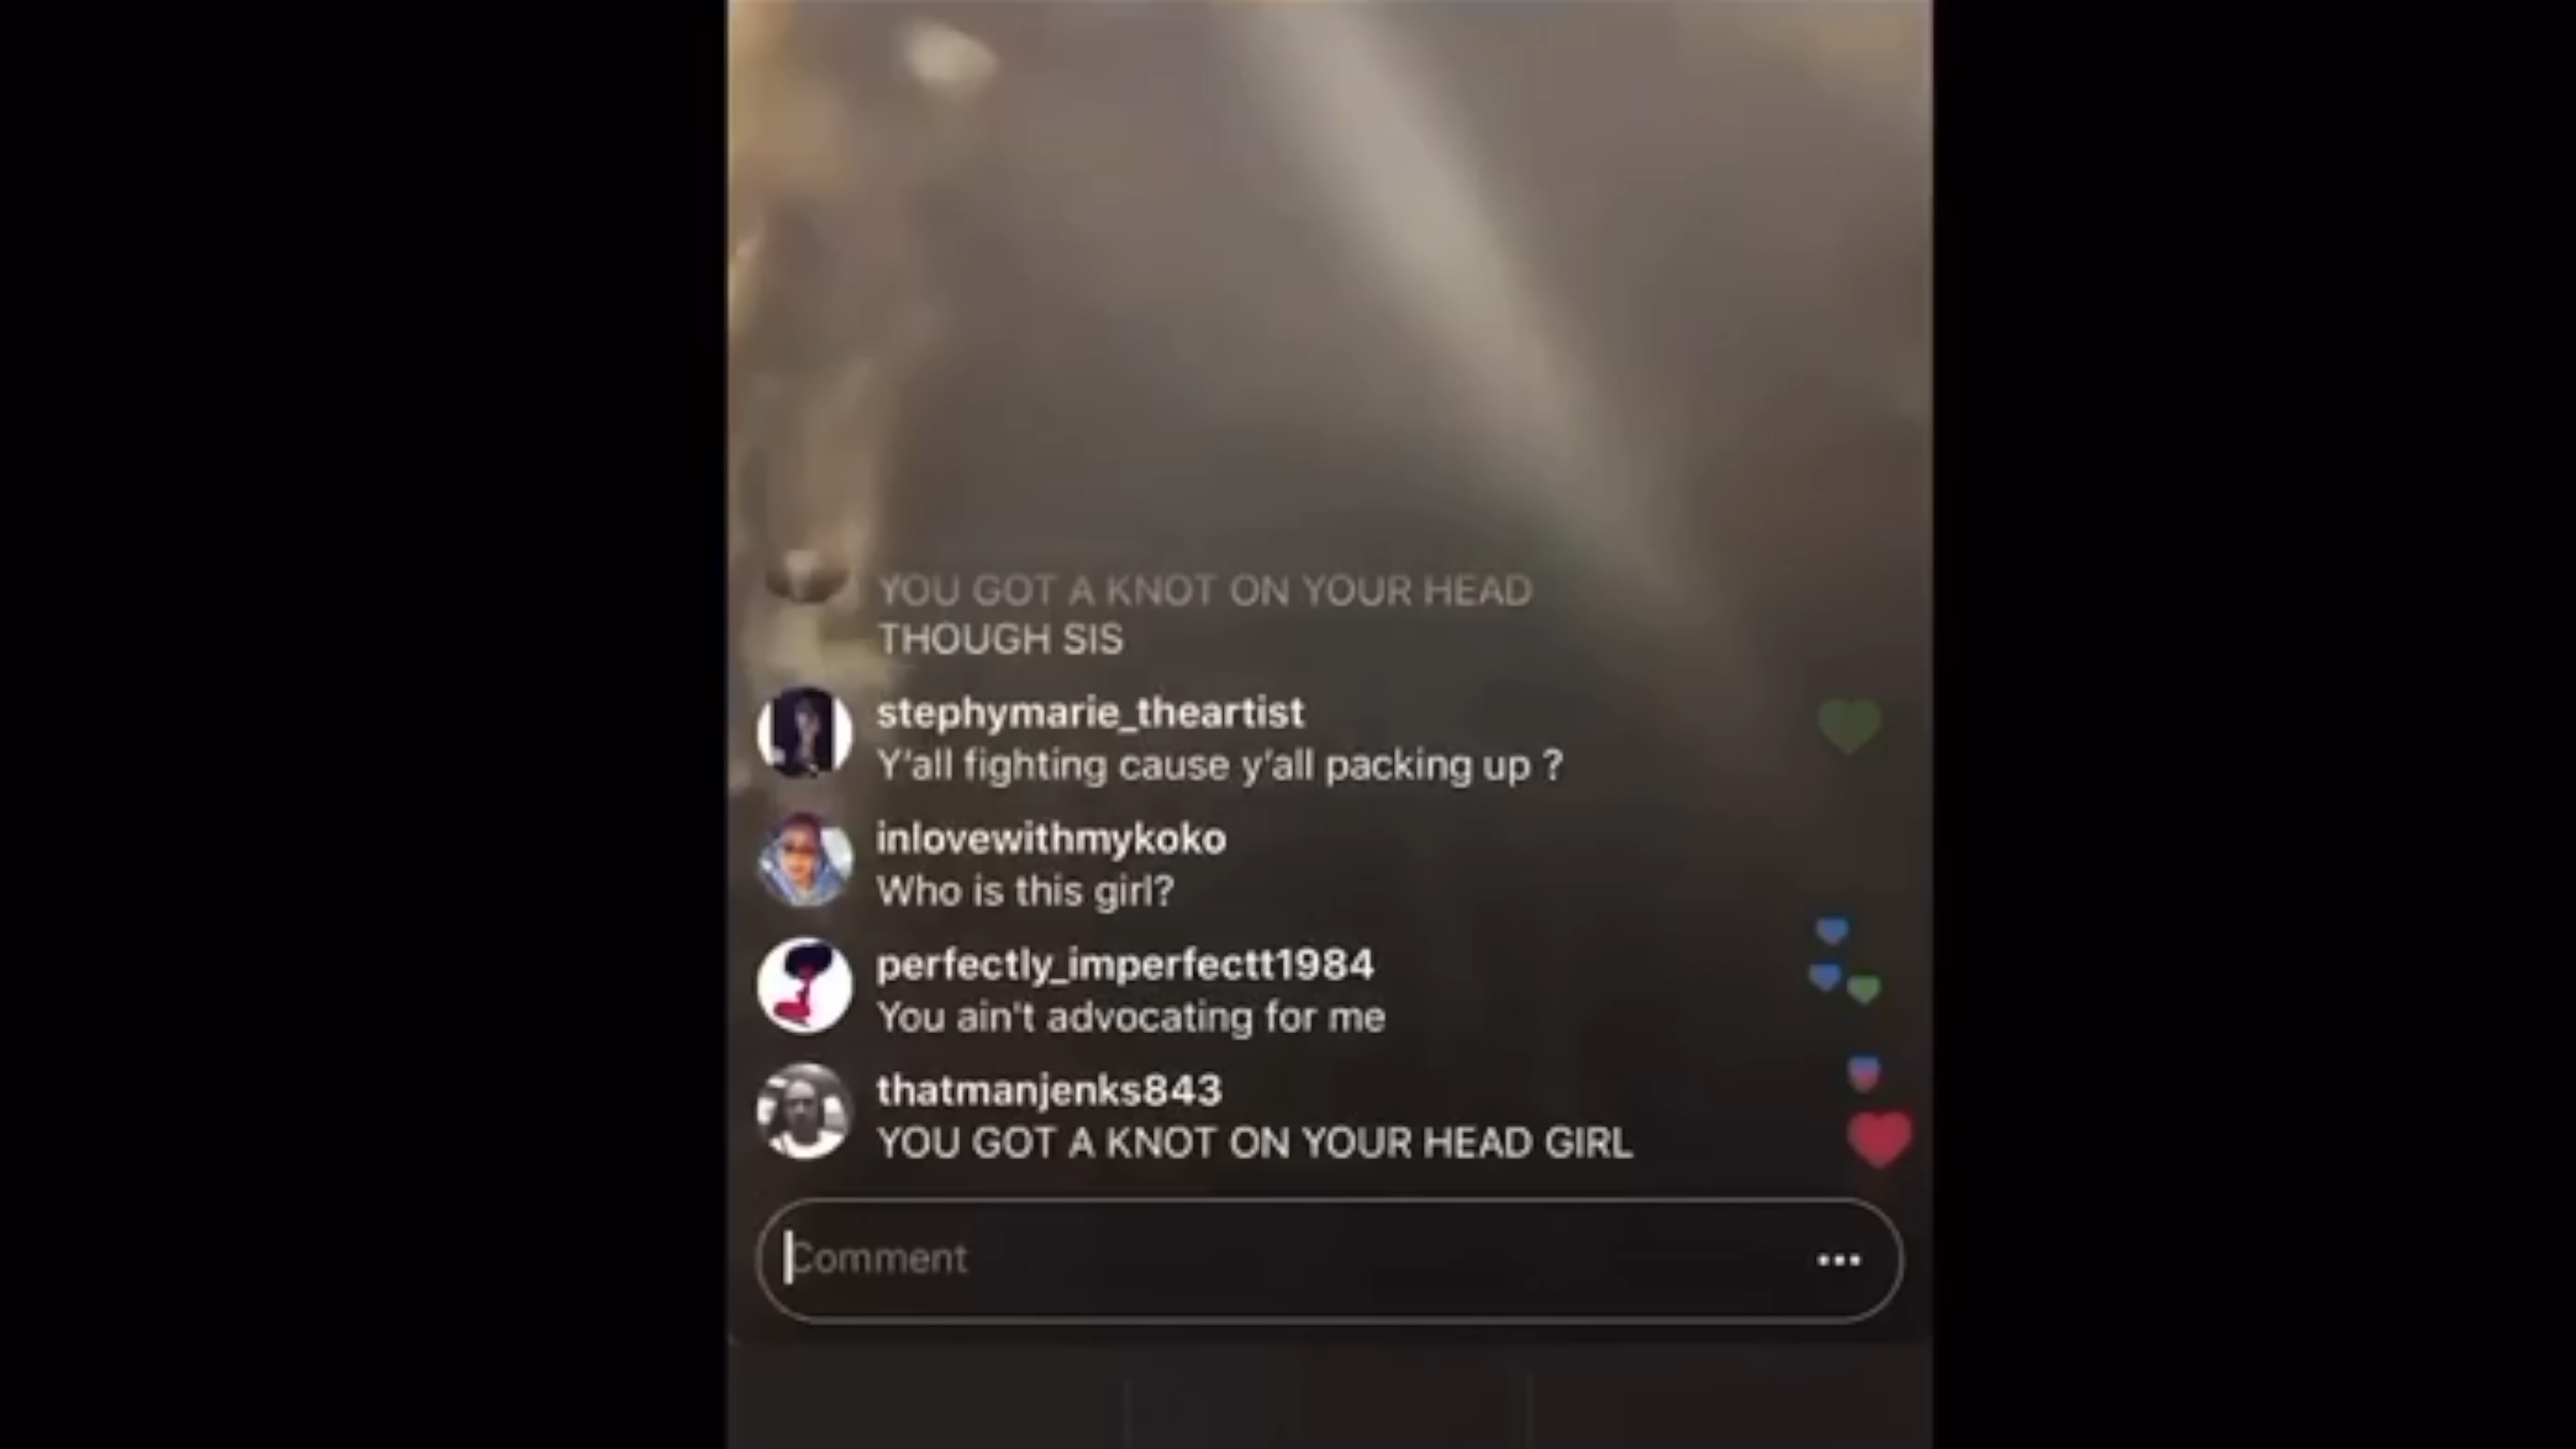 YOU GOT A KNOT ON YOUR HEAD
THOUGH SIS
stephymarie_theartist
Y'all fighting cause y'all packing up ?
inlovewithmykoko
Who is this girl?
perfectly_imperfectt1984
You ain't advocating for me
thatmanjenks843
YOU GOT A KNOT ON YOUR HEAD GIRL
Comment